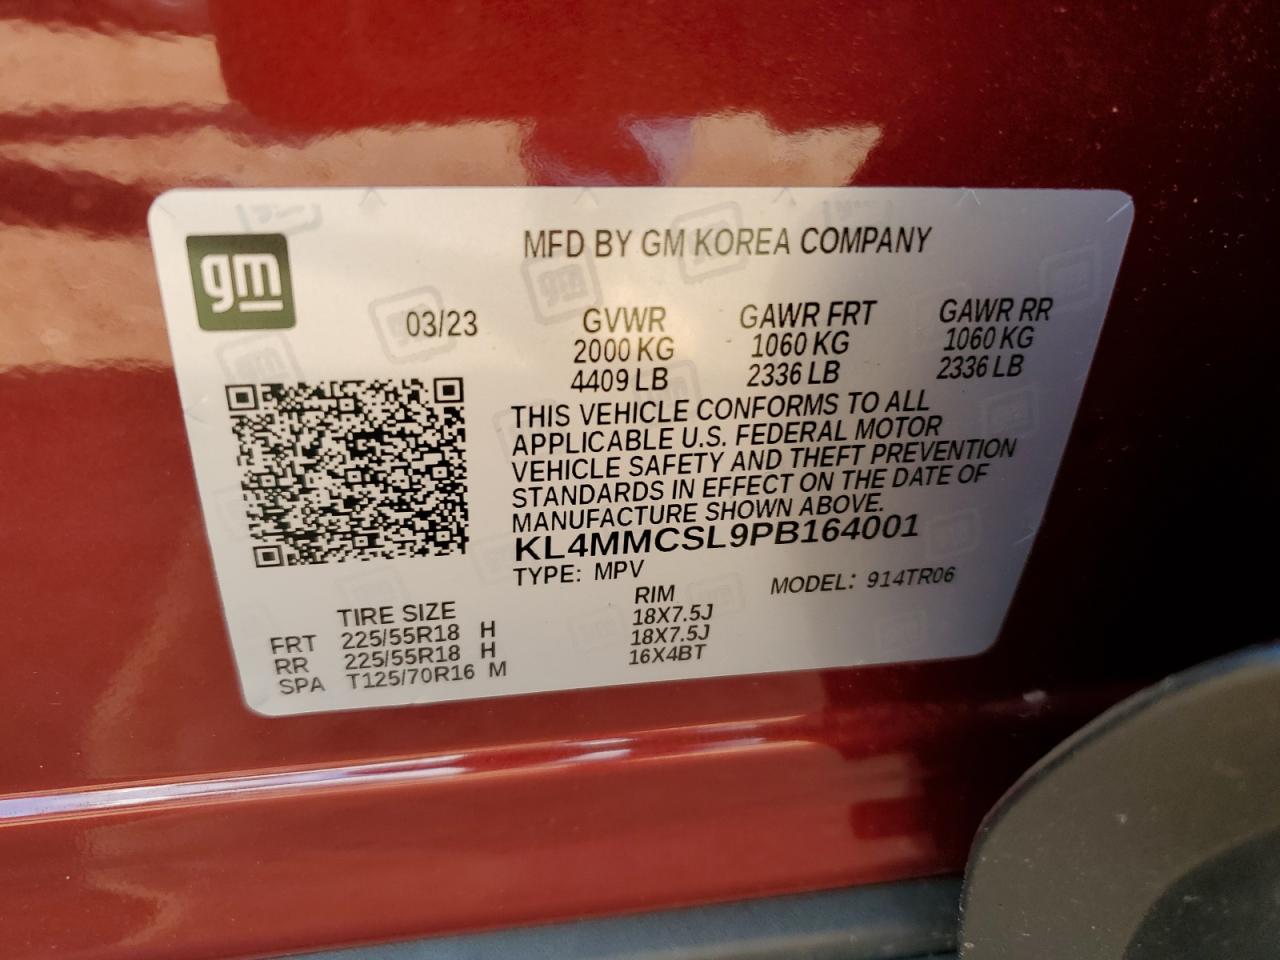 gm
MFD BY GM KOREA COMPANY
03/23
GVWR GAWR FRT GAWR RR
2000 KG 1060 KG 1060 KG
4409 LB 2336 LB 2336 LB
THIS VEHICLE CONFORMS TO ALL
APPLICABLE U.S. FEDERAL MOTOR
VEHICLE SAFETY AND THEFT PREVENTION
STANDARDS IN EFFECT ON THE DATE OF
MANUFACTURE SHOWN ABOVE.
KL4MMCSL9PB164001
TYPE: MPV MODEL: 914TR06
TIRE SIZE RIM
FRT 225/55R18 H 18X7.5J
RR 225/55R18 H 18X7.5J
SPA T125/70R16 M 16X4BT